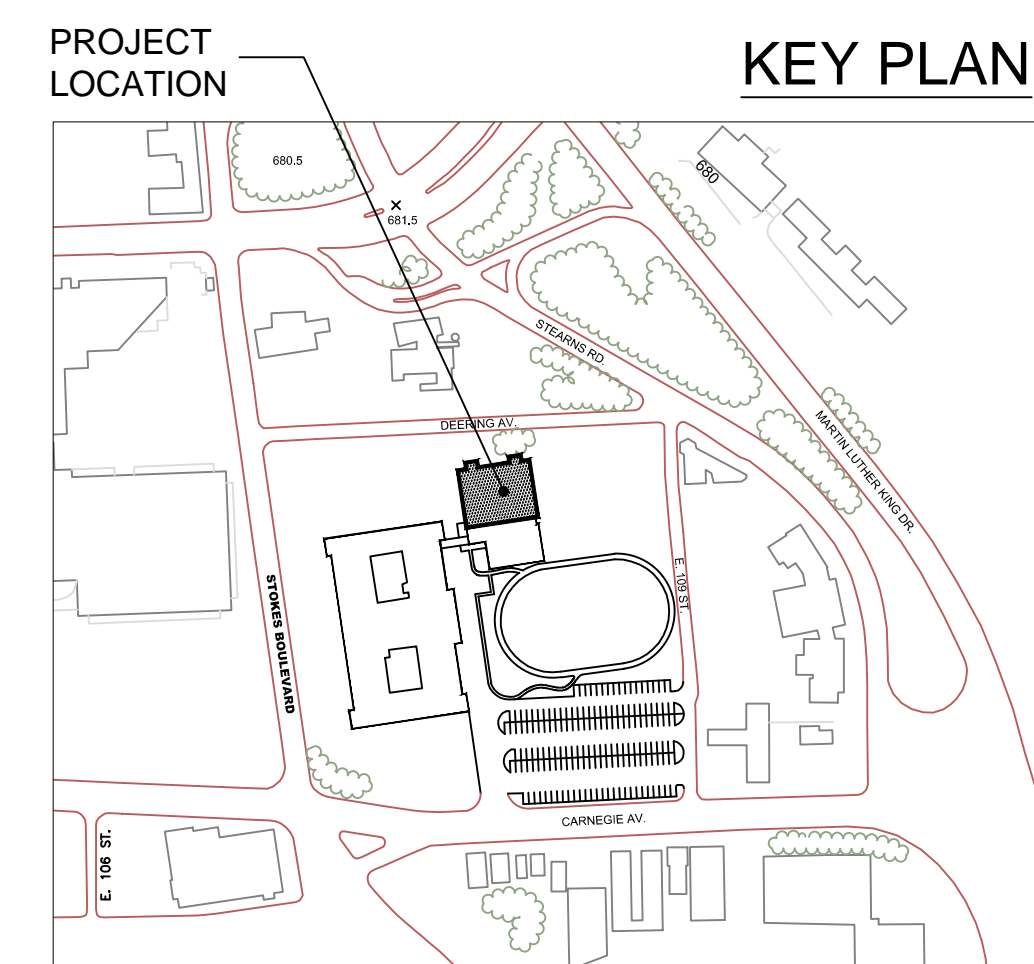 PROJECT
LOCATION
KEY PLAN
680.5
681.5
680
STEARNS RD.
DEERING AV.
MARTIN LUTHER KING DR.
E. 109 ST.
STOKES BOULEVARD
CARNEGIE AV.
E. 106 ST.